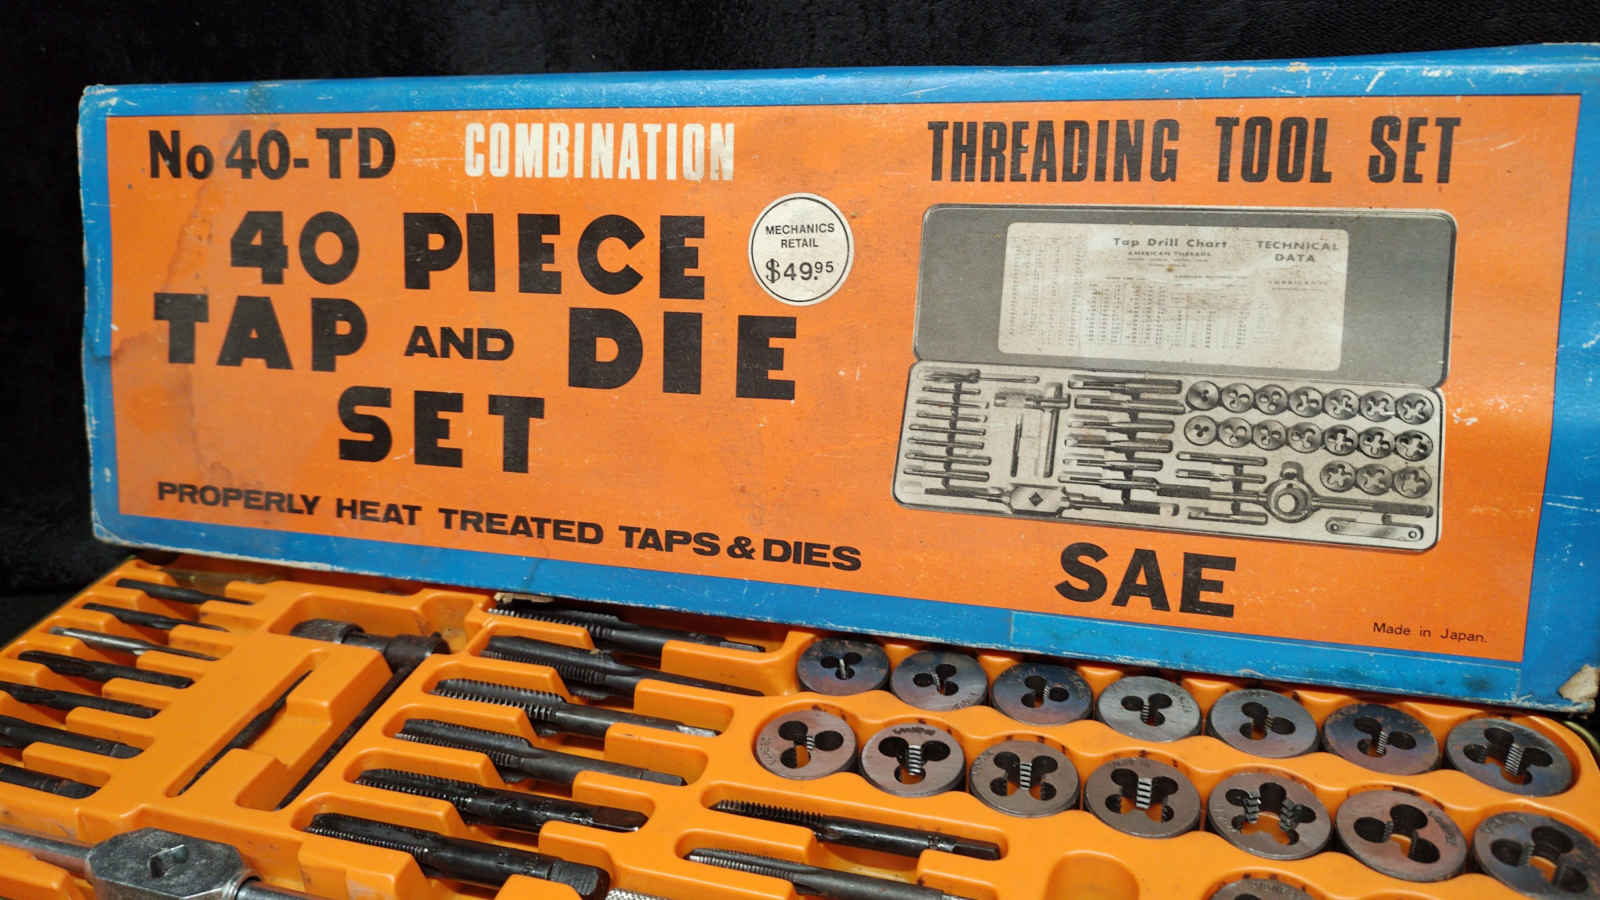 No 40-TD COMBINATION
40 PIECE
TAP AND DIE
SET
PROPERLY HEAT TREATED TAPS & DIES
MECHANICS
RETAIL
$49.95
THREADING TOOL SET
Tap Drill Chart
AMERICAN THREADS
TECHNICAL
DATA
SAE
Made in Japan.